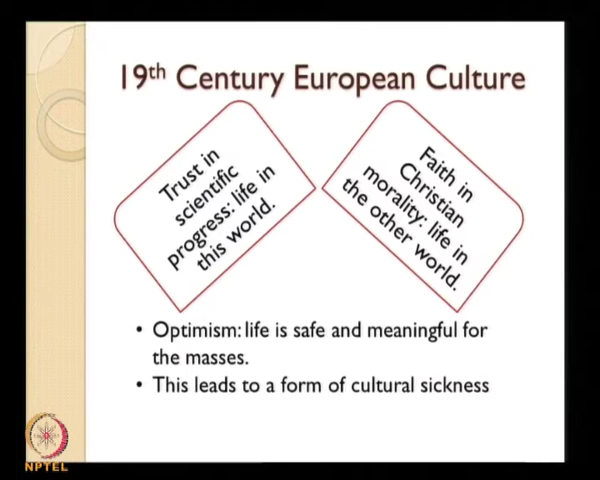 19th Century European Culture
Trust in
scientific
progress: life in
this world.
Faith in
Christian
morality: life in
the other world.
• Optimism: life is safe and meaningful for
the masses.
• This leads to a form of cultural sickness
NPTEL